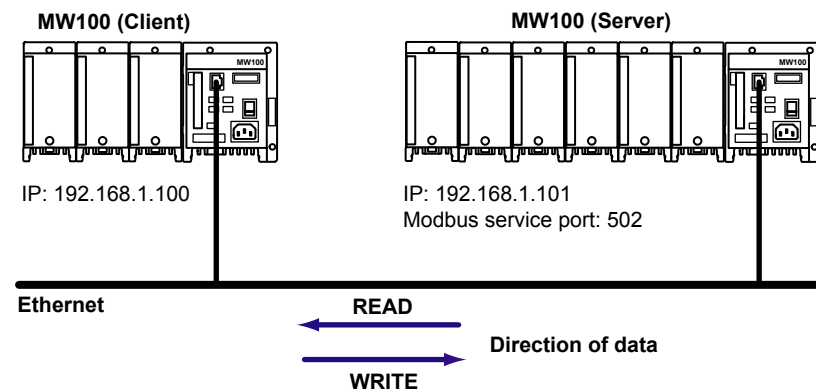 MW100 (Client)
MW100 (Server)
MW100
MW100
IP: 192.168.1.100
IP: 192.168.1.101
Modbus service port: 502
Ethernet
READ
Direction of data
WRITE